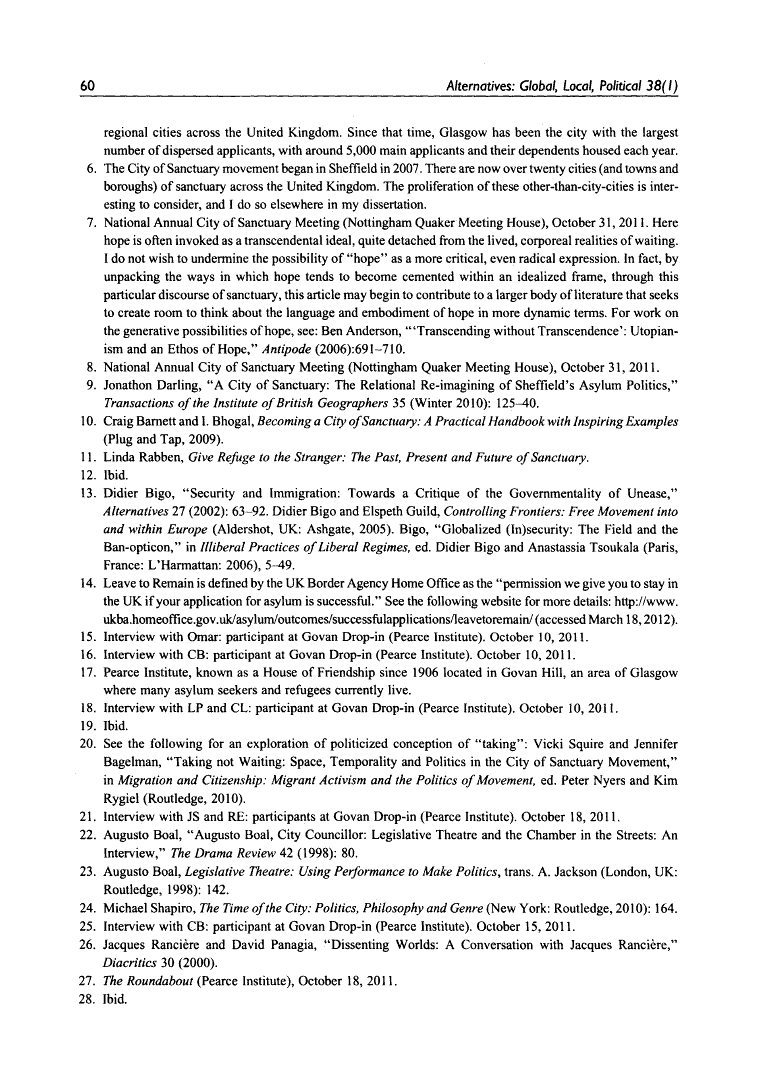 60 Alternatives: Global, Local, Political 38(1)
regional cities across the United Kingdom. Since that time, Glasgow has been the city with the largest
number of dispersed applicants, with around 5,000 main applicants and their dependents housed each year.
6. The City of Sanctuary movement began in Sheffield in 2007. There are now over twenty cities (and towns and
boroughs) of sanctuary across the United Kingdom. The proliferation of these other-than-city-cities is inter-
esting to consider, and I do so elsewhere in my dissertation.
7. National Annual City of Sanctuary Meeting (Nottingham Quaker Meeting House), October 31, 2011. Here
hope is often invoked as a transcendental ideal, quite detached from the lived, corporeal realities of waiting.
I do not wish to undermine the possibility of “hope” as a more critical, even radical expression. In fact, by
unpacking the ways in which hope tends to become cemented within an idealized frame, through this
particular discourse of sanctuary, this article may begin to contribute to a larger body of literature that seeks
to create room to think about the language and embodiment of hope in more dynamic terms. For work on
the generative possibilities of hope, see: Ben Anderson, “‘Transcending without Transcendence’: Utopian-
ism and an Ethos of Hope,” Antipode (2006):691–710.
8. National Annual City of Sanctuary Meeting (Nottingham Quaker Meeting House), October 31, 2011.
9. Jonathon Darling, “A City of Sanctuary: The Relational Re-imagining of Sheffield’s Asylum Politics,”
Transactions of the Institute of British Geographers 35 (Winter 2010): 125–40.
10. Craig Barnett and I. Bhogal, Becoming a City of Sanctuary: A Practical Handbook with Inspiring Examples
(Plug and Tap, 2009).
11. Linda Rabben, Give Refuge to the Stranger: The Past, Present and Future of Sanctuary.
12. Ibid.
13. Didier Bigo, “Security and Immigration: Towards a Critique of the Governmentality of Unease,”
Alternatives 27 (2002): 63–92. Didier Bigo and Elspeth Guild, Controlling Frontiers: Free Movement into
and within Europe (Aldershot, UK: Ashgate, 2005). Bigo, “Globalized (In)security: The Field and the
Ban-opticon,” in Illiberal Practices of Liberal Regimes, ed. Didier Bigo and Anastassia Tsoukala (Paris,
France: L’Harmattan: 2006), 5–49.
14. Leave to Remain is defined by the UK Border Agency Home Office as the “permission we give you to stay in
the UK if your application for asylum is successful.” See the following website for more details: http://www.
ukba.homeoffice.gov.uk/asylum/outcomes/successfulapplications/leavetoremain/ (accessed March 18, 2012).
15. Interview with Omar: participant at Govan Drop-in (Pearce Institute). October 10, 2011.
16. Interview with CB: participant at Govan Drop-in (Pearce Institute). October 10, 2011.
17. Pearce Institute, known as a House of Friendship since 1906 located in Govan Hill, an area of Glasgow
where many asylum seekers and refugees currently live.
18. Interview with LP and CL: participant at Govan Drop-in (Pearce Institute). October 10, 2011.
19. Ibid.
20. See the following for an exploration of politicized conception of “taking”: Vicki Squire and Jennifer
Bagelman, “Taking not Waiting: Space, Temporality and Politics in the City of Sanctuary Movement,”
in Migration and Citizenship: Migrant Activism and the Politics of Movement, ed. Peter Nyers and Kim
Rygiel (Routledge, 2010).
21. Interview with JS and RE: participants at Govan Drop-in (Pearce Institute). October 18, 2011.
22. Augusto Boal, “Augusto Boal, City Councillor: Legislative Theatre and the Chamber in the Streets: An
Interview,” The Drama Review 42 (1998): 80.
23. Augusto Boal, Legislative Theatre: Using Performance to Make Politics, trans. A. Jackson (London, UK:
Routledge, 1998): 142.
24. Michael Shapiro, The Time of the City: Politics, Philosophy and Genre (New York: Routledge, 2010): 164.
25. Interview with CB: participant at Govan Drop-in (Pearce Institute). October 15, 2011.
26. Jacques Rancière and David Panagia, “Dissenting Worlds: A Conversation with Jacques Rancière,”
Diacritics 30 (2000).
27. The Roundabout (Pearce Institute), October 18, 2011.
28. Ibid.